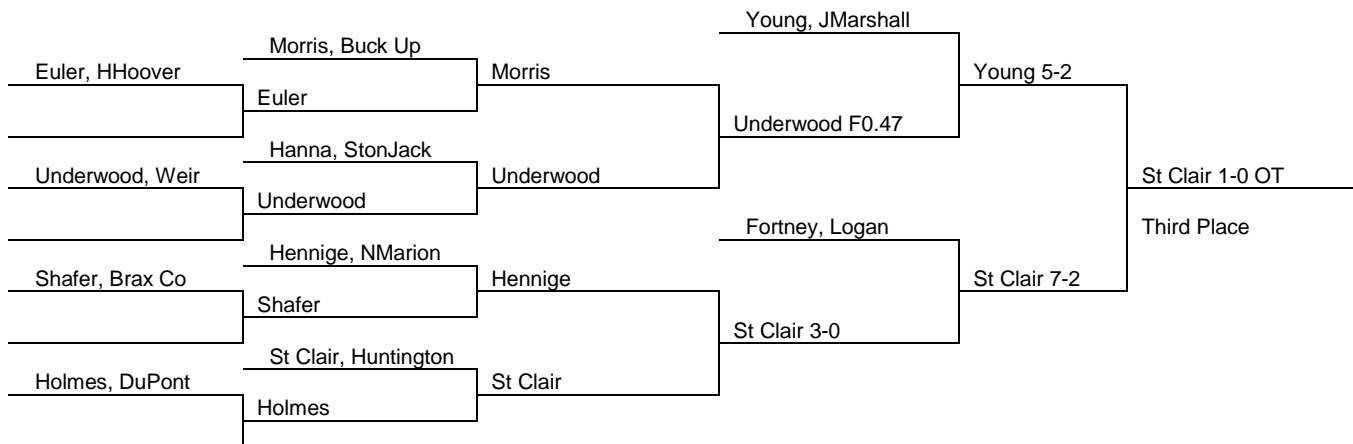 Young, JMarshall
Morris, Buck Up
Euler, HHoover
Morris
Young 5-2
Euler
Underwood F0.47
Hanna, StonJack
Underwood, Weir
Underwood
St Clair 1-0 OT
Underwood
Fortney, Logan
Third Place
Hennige, NMarion
Shafer, Brax Co
Hennige
St Clair 7-2
Shafer
St Clair 3-0
St Clair, Huntington
Holmes, DuPont
St Clair
Holmes